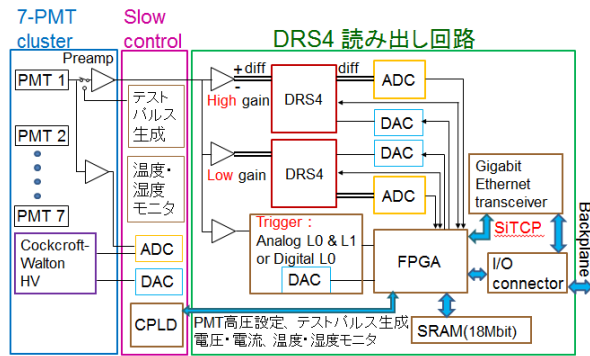 7-PMT
cluster
Slow
control
DRS4 読み出し回路
Preamp
PMT 1
PMT 2
PMT 7
Cockcroft-
Walton
HV
テスト
パルス
生成
温度・
湿度モ
ニタ
ADC
DAC
CPLD
+ diff
-
High gain
DRS4
diff
ADC
DAC
Low gain
DRS4
DAC
ADC
Trigger：
Analog L0 & L1
or Digital L0
DAC
FPGA
Gigabit
Ethernet
transceiver
SiTCP
I/O
connector
Backplane
SRAM(18Mbit)
PMT高圧設定、テストパルス生成
電圧・電流、温度・湿度モニタ